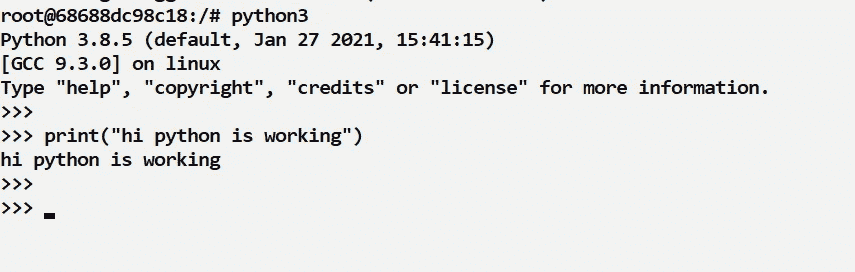 root@68688dc98c18:/# python3
Python 3.8.5 (default, Jan 27 2021, 15:41:15)
[GCC 9.3.0] on linux
Type "help", "copyright", "credits" or "license" for more information.
>>>
>>> print("hi python is working")
hi python is working
>>>
>>>